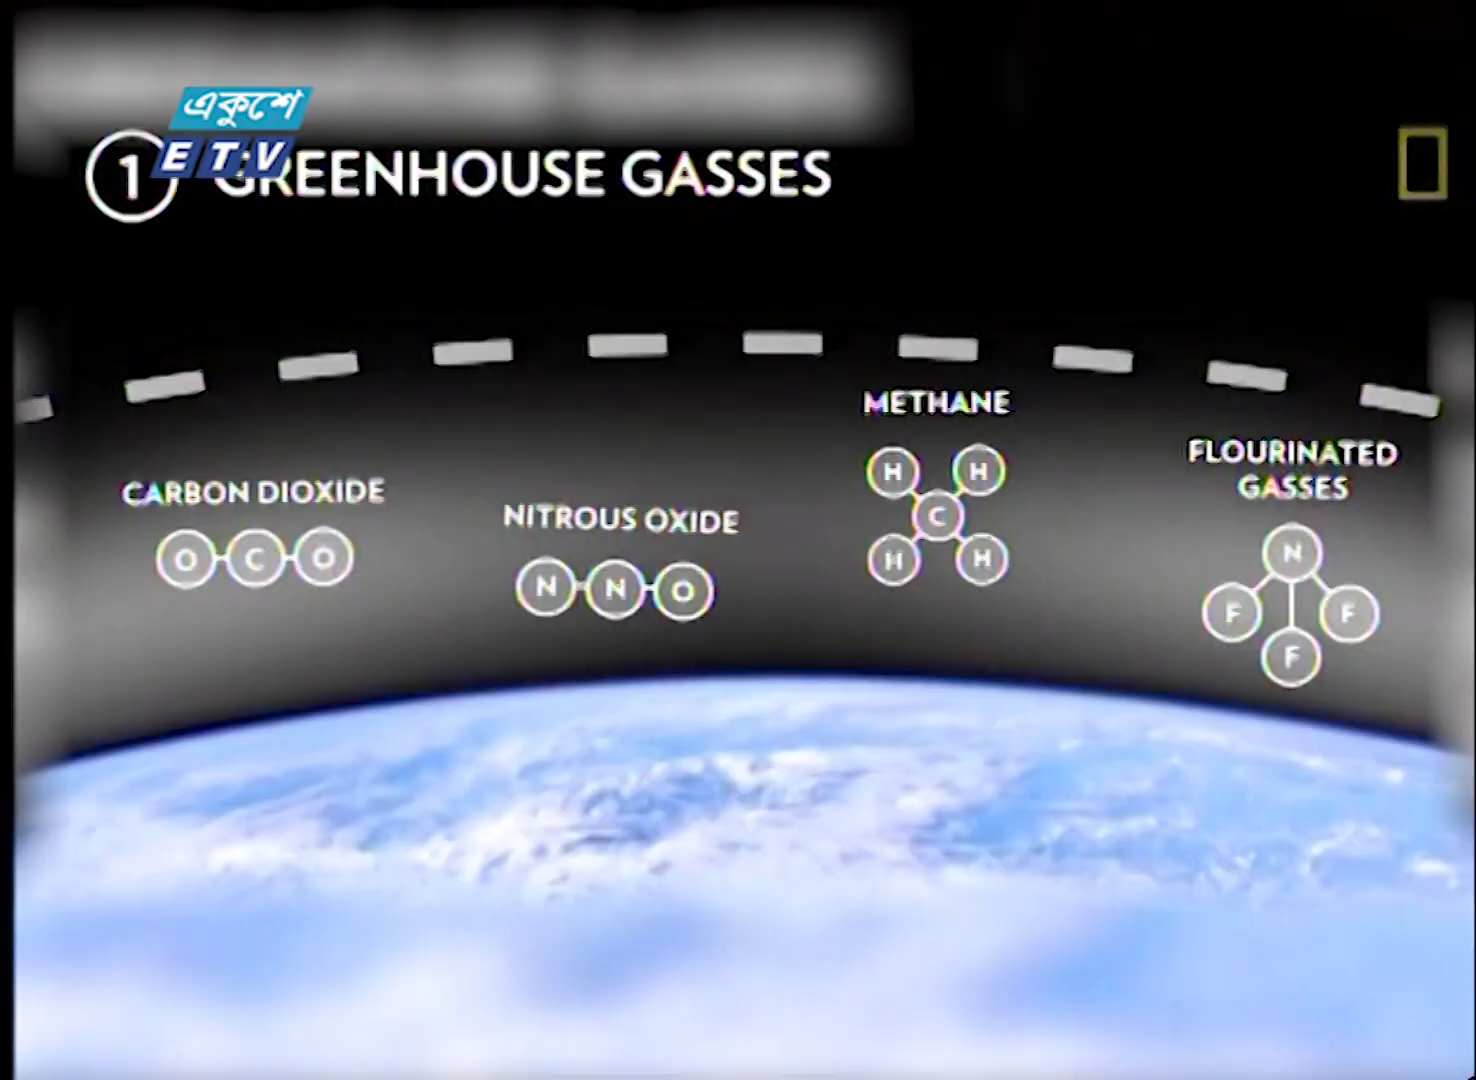 একুশে
ETV
1 GREENHOUSE GASSES
METHANE
H H
C
H H
FLOURINATED
GASSES
N
F F
F
CARBON DIOXIDE
O C O
NITROUS OXIDE
N N O